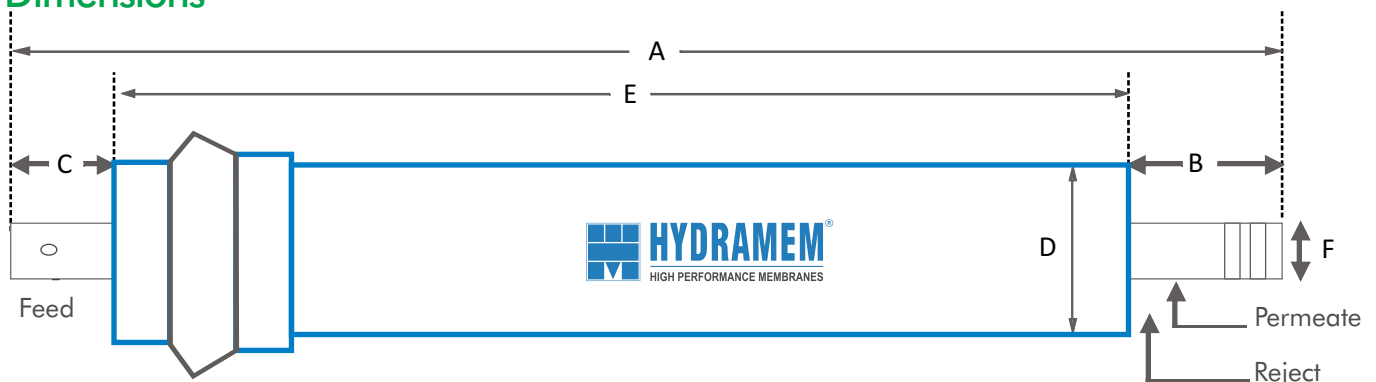 Dimensions
A
E
C
B
HYDRAMEM®
D
F
HIGH PERFORMANCE MEMBRANES
Feed
Permeate
Reject